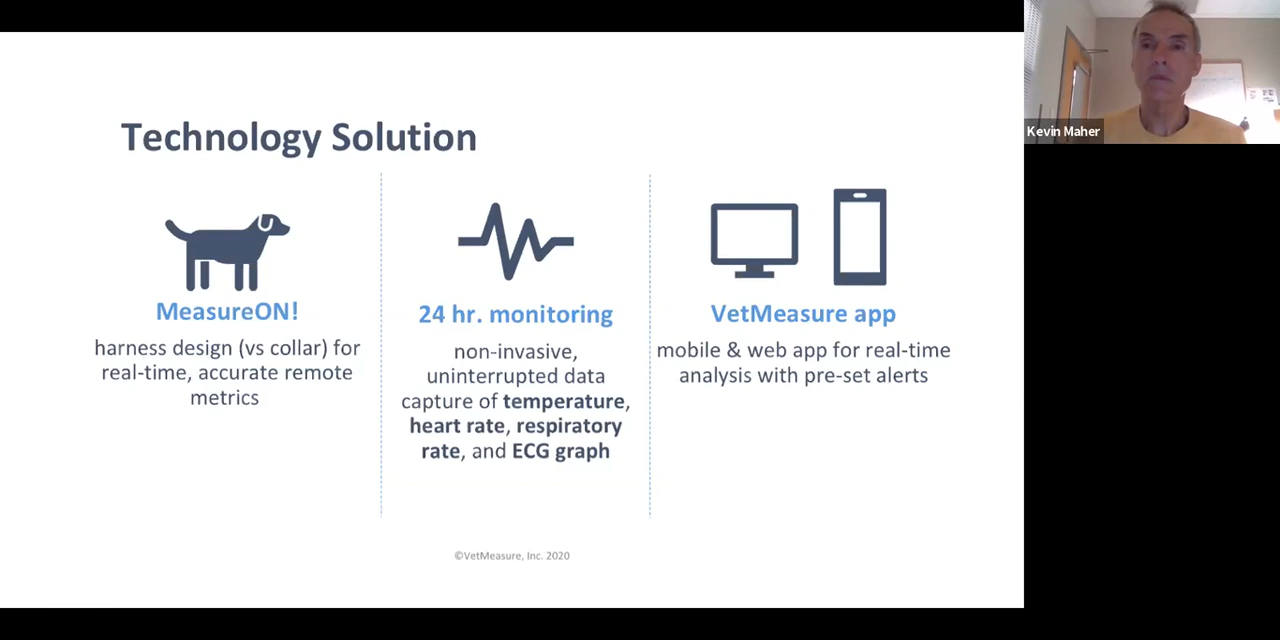 Technology Solution
MeasureON!
harness design (vs collar) for
real-time, accurate remote
metrics
24 hr. monitoring
non-invasive,
uninterrupted data
capture of temperature,
heart rate, respiratory
rate, and ECG graph
VetMeasure app
mobile & web app for real-time
analysis with pre-set alerts
©VetMeasure, Inc. 2020
Kevin Maher